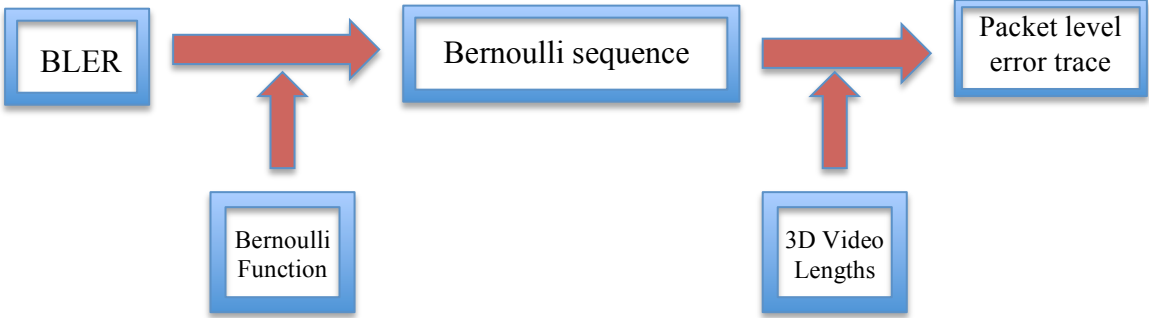 BLER
Bernoulli sequence
Packet level
error trace
Bernoulli
Function
3D Video
Lengths